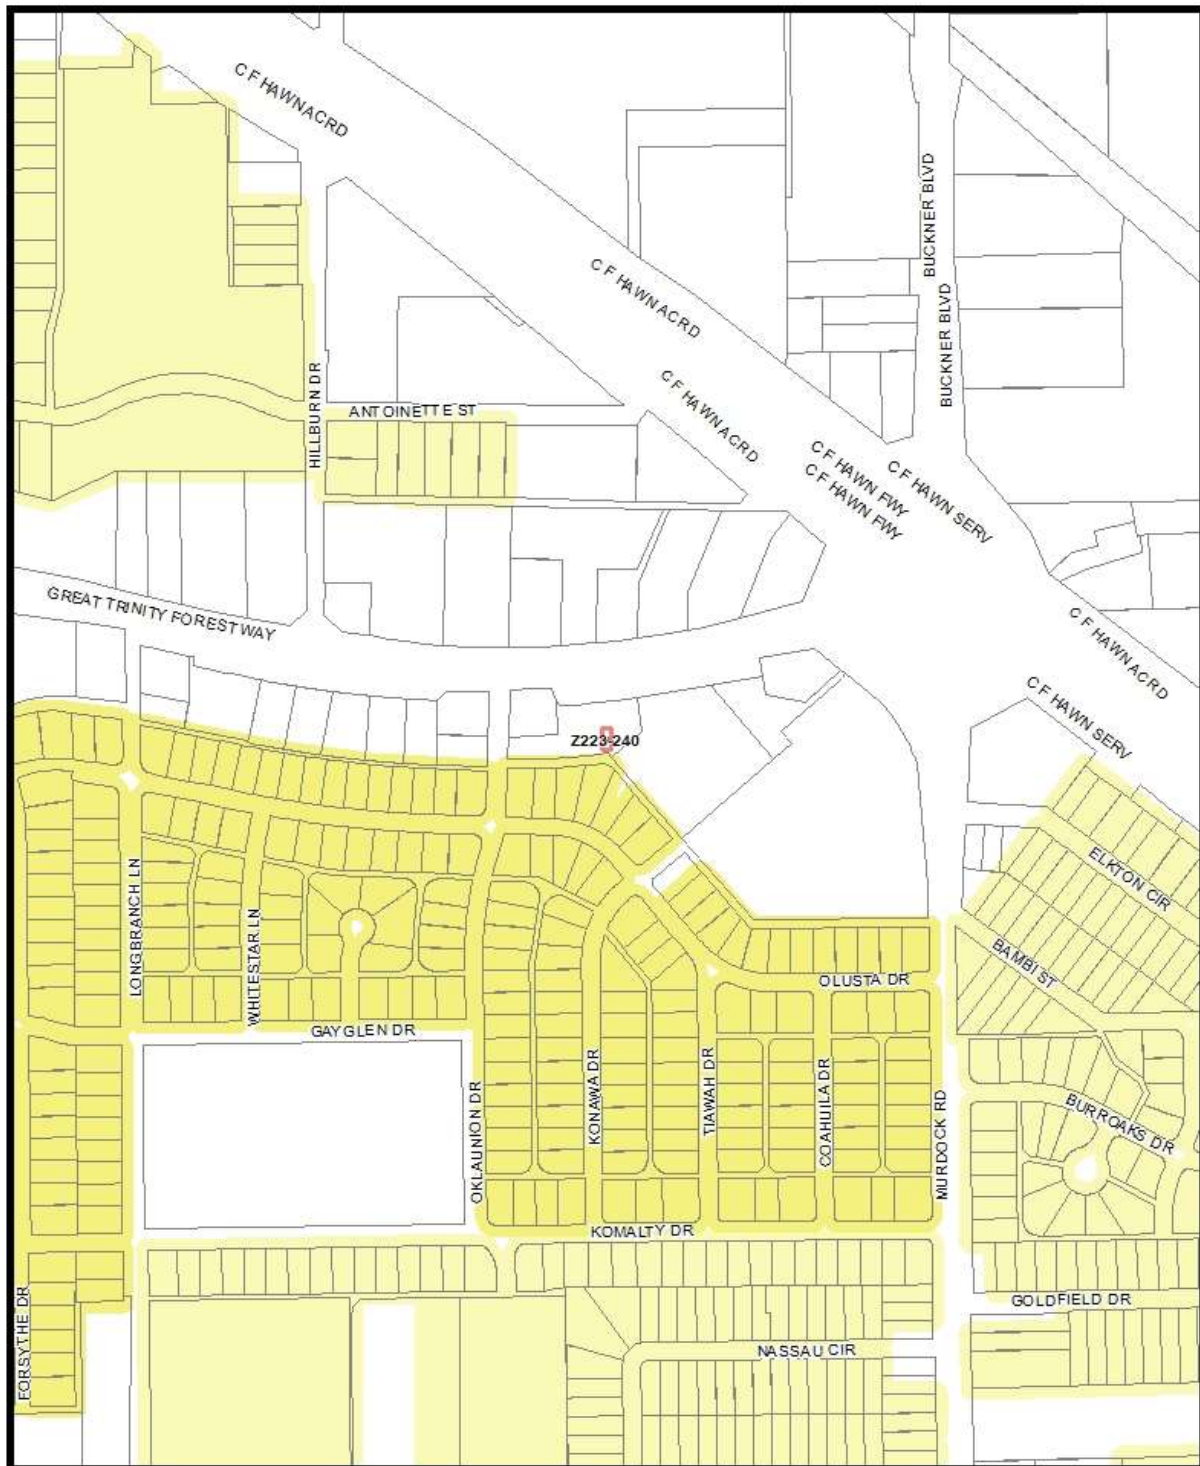 C F HAWN ACRD
BUCKNER BLVD
C F HAWN ACRD
BUCKNER BLVD
HILLBURN DR
C F HAWN ACRD
ANTOINETTE ST
C F HAWN FWY
C F HAWN SERV
C F HAWN FWY
GREAT TRINITY FOREST WAY
C F HAWN ACRD
C F HAWN SERV
Z223-240
LONGBRANCH LN
ELKTON CIR
WHITESTAR LN
BAMBI ST
OLUSTA DR
GAYGLEN DR
OKLAUNION DR
KONAWA DR
TIAWAH DR
COAHUILA DR
MURDOCK RD
BURROAKS DR
KOMALTY DR
FORSYTHE DR
GOLDFIELD DR
NASSAU CIR